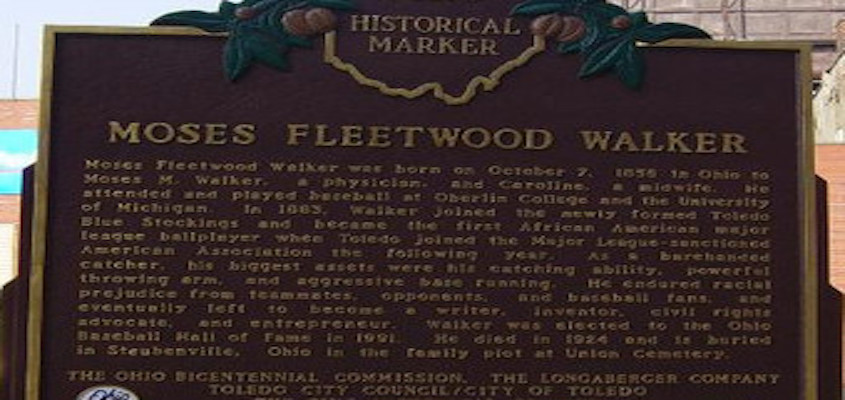 HISTORICAL
MARKER
MOSES FLEETWOOD WALKER
Moses Fleetwood Walker was born on October 7, 1856 in Ohio to
Moses M. Walker, a physician, and Caroline, a midwife. He
attended and played baseball at Oberlin College and the University
of Michigan. In 1883, Walker joined the newly formed Toledo
Blue Stockings and became the first African American major
league ballplayer when Toledo joined the Major League-sanctioned
American Association the following year. As a barehanded
catcher, his biggest assets were his catching ability, powerful
throwing arm, and aggressive base running. He endured racial
prejudice from teammates, opponents, and baseball fans, and
eventually left to become a writer, inventor, civil rights
advocate, and entrepreneur. Walker was elected to the Ohio
Baseball Hall of Fame in 1991. He died in 1924 and is buried
in Steubenville, Ohio in the family plot at Union Cemetery.
THE OHIO BICENTENNIAL COMMISSION, THE LONGABERGER COMPANY
TOLEDO CITY COUNCIL/CITY OF TOLEDO